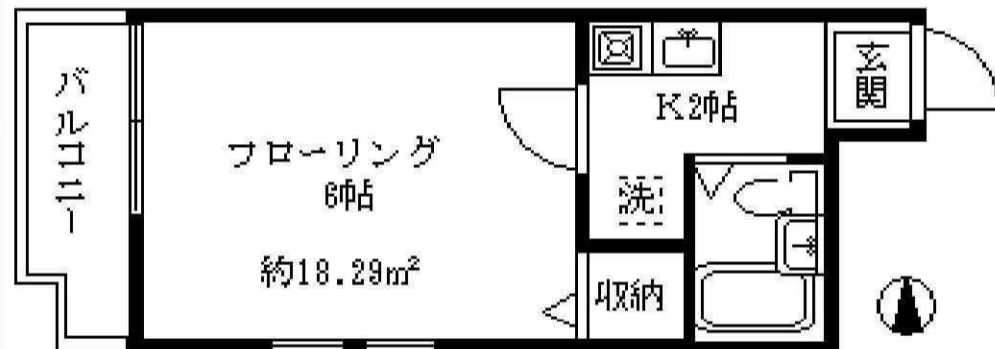 バルコニー
フローリング
6帖
約18.29m²
K2帖
玄関
洗
収納